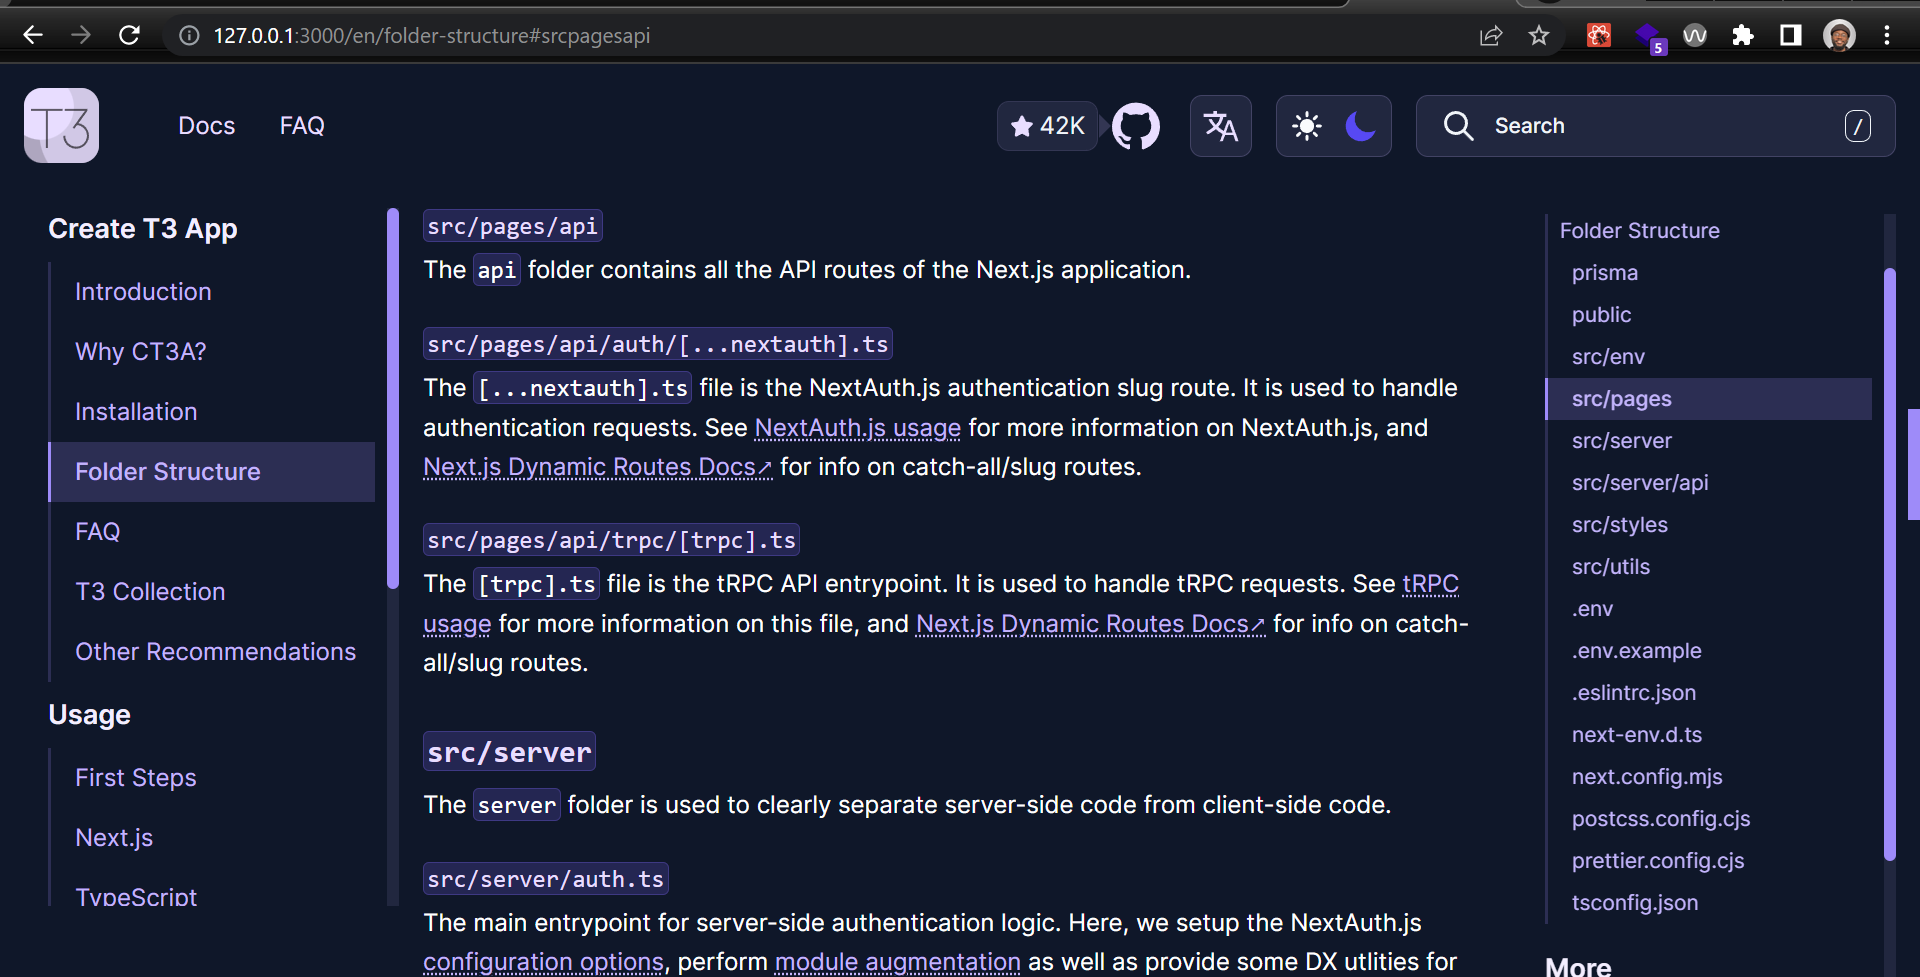 127.0.0.1:3000/en/folder-structure#srcpagesapi
5
T3
Docs
FAQ
42K
Search
/
Create T3 App
Introduction
Why CT3A?
Installation
Folder Structure
FAQ
T3 Collection
Other Recommendations
Usage
First Steps
Next.js
TypeScript
src/pages/api
The api folder contains all the API routes of the Next.js application.
src/pages/api/auth/[...nextauth].ts
The [...nextauth].ts file is the NextAuth.js authentication slug route. It is used to handle
authentication requests. See NextAuth.js usage for more information on NextAuth.js, and
Next.js Dynamic Routes Docs↗ for info on catch-all/slug routes.
src/pages/api/trpc/[trpc].ts
The [trpc].ts file is the tRPC API entrypoint. It is used to handle tRPC requests. See tRPC
usage for more information on this file, and Next.js Dynamic Routes Docs↗ for info on catch-
all/slug routes.
src/server
The server folder is used to clearly separate server-side code from client-side code.
src/server/auth.ts
The main entrypoint for server-side authentication logic. Here, we setup the NextAuth.js
configuration options, perform module augmentation as well as provide some DX utlities for
Folder Structure
prisma
public
src/env
src/pages
src/server
src/server/api
src/styles
src/utils
.env
.env.example
.eslintrc.json
next-env.d.ts
next.config.mjs
postcss.config.cjs
prettier.config.cjs
tsconfig.json
More